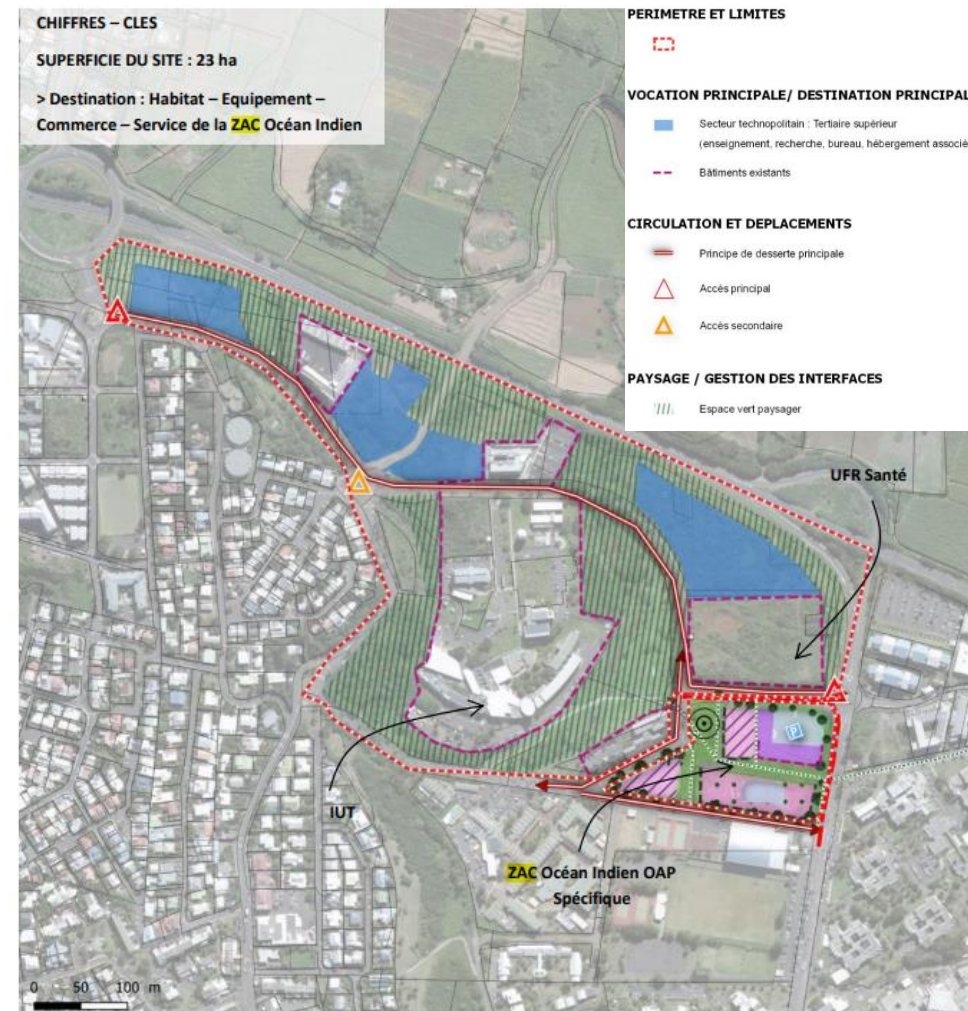 CHIFFRES – CLES
SUPERFICIE DU SITE : 23 ha
> Destination : Habitat – Equipement –
Commerce – Service de la ZAC Océan Indien
PERIMETRE ET LIMITES
VOCATION PRINCIPALE/ DESTINATION PRINCIPAL
Secteur technopolitain : Tertiaire supérieur
(enseignement, recherche, bureau, hébergement associé
Bâtiments existants
CIRCULATION ET DEPLACEMENTS
Principe de desserte principale
Accès principal
Accès secondaire
PAYSAGE / GESTION DES INTERFACES
Espace vert paysager
UFR Santé
P
IUT
ZAC Océan Indien OAP
Spécifique
0 50 100 m